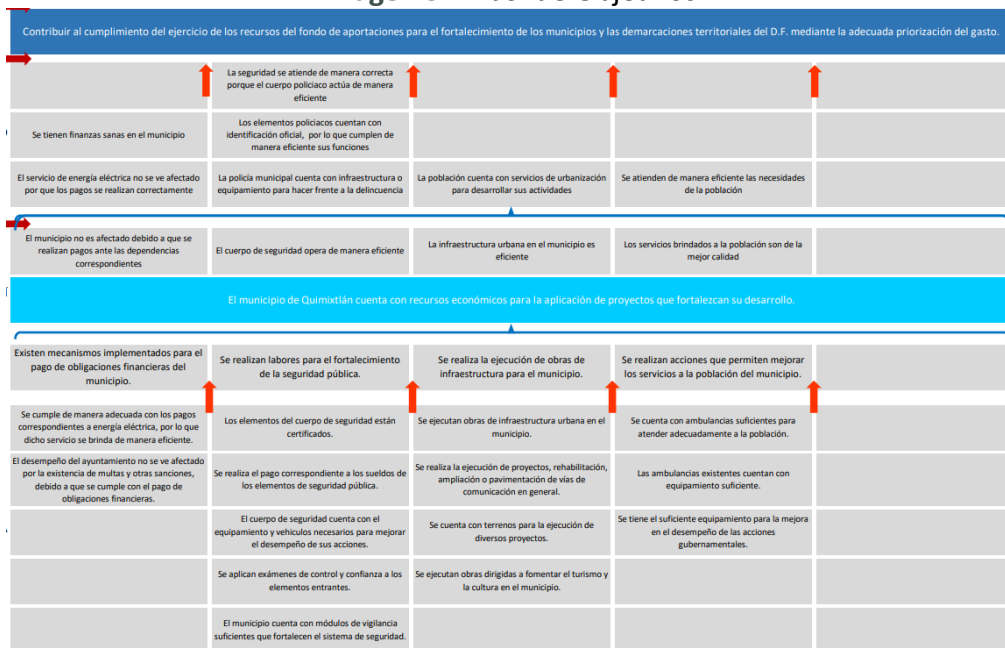 Contribuir al cumplimiento del ejercicio de los recursos del fondo de aportaciones para el fortalecimiento de los municipios y las demarcaciones territoriales del D.F. mediante la adecuada priorización del gasto.
La seguridad se atiende de manera correcta
porque el cuerpo policiaco actúa de manera
eficiente
Se tienen finanzas sanas en el municipio
Los elementos policiacos cuentan con
identificación oficial, por lo que cumplen de
manera eficiente sus funciones
El servicio de energía eléctrica no se ve afectado
por que los pagos se realizan correctamente
La policía municipal cuenta con infraestructura o
equipamiento para hacer frente a la delincuencia
La población cuenta con servicios de urbanización
para desarrollar sus actividades
Se atienden de manera eficiente las necesidades
de la población
El municipio no es afectado debido a que se
realizan pagos ante las dependencias
correspondientes
El cuerpo de seguridad opera de manera eficiente
La infraestructura urbana en el municipio es
eficiente
Los servicios brindados a la población son de la
mejor calidad
El municipio de Quimixtlán cuenta con recursos económicos para la aplicación de proyectos que fortalezcan su desarrollo.
Existen mecanismos implementados para el
pago de obligaciones financieras del
municipio.
Se realizan labores para el fortalecimiento
de la seguridad pública.
Se realiza la ejecución de obras de
infraestructura para el municipio.
Se realizan acciones que permiten mejorar
los servicios a la población del municipio.
Se cumple de manera adecuada con los pagos
correspondientes a energía eléctrica, por lo que
dicho servicio se brinda de manera eficiente.
Los elementos del cuerpo de seguridad están
certificados.
Se ejecutan obras de infraestructura urbana en el
municipio.
Se cuenta con ambulancias suficientes para
atender adecuadamente a la población.
El desempeño del ayuntamiento no se ve afectado
por la existencia de multas y otras sanciones,
debido a que se cumple con el pago de
obligaciones financieras.
Se realiza el pago correspondiente a los sueldos de
los elementos de seguridad pública.
Se realiza la ejecución de proyectos, rehabilitación,
ampliación o pavimentación de vías de
comunicación en general.
Las ambulancias existentes cuentan con
equipamiento suficiente.
El cuerpo de seguridad cuenta con el
equipamiento y vehículos necesarios para mejorar
el desempeño de sus acciones.
Se cuenta con terrenos para la ejecución de
diversos proyectos.
Se tiene el suficiente equipamiento para la mejora
en el desempeño de las acciones
gubernamentales.
Se aplican exámenes de control y confianza a los
elementos entrantes.
Se ejecutan obras dirigidas a fomentar el turismo y
la cultura en el municipio.
El municipio cuenta con módulos de vigilancia
suficientes que fortalecen el sistema de seguridad.